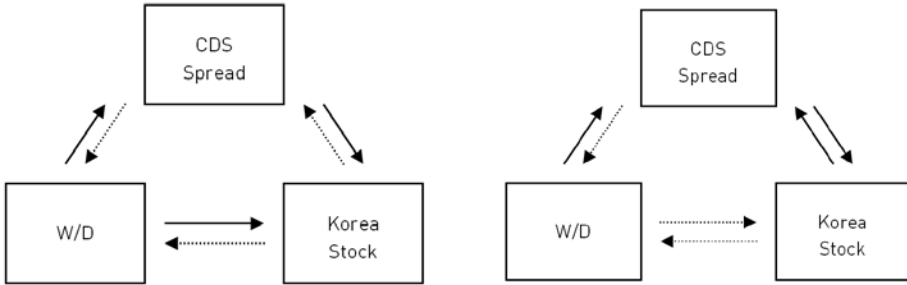 CDS
Spread
W/D
Korea
Stock
CDS
Spread
W/D
Korea
Stock